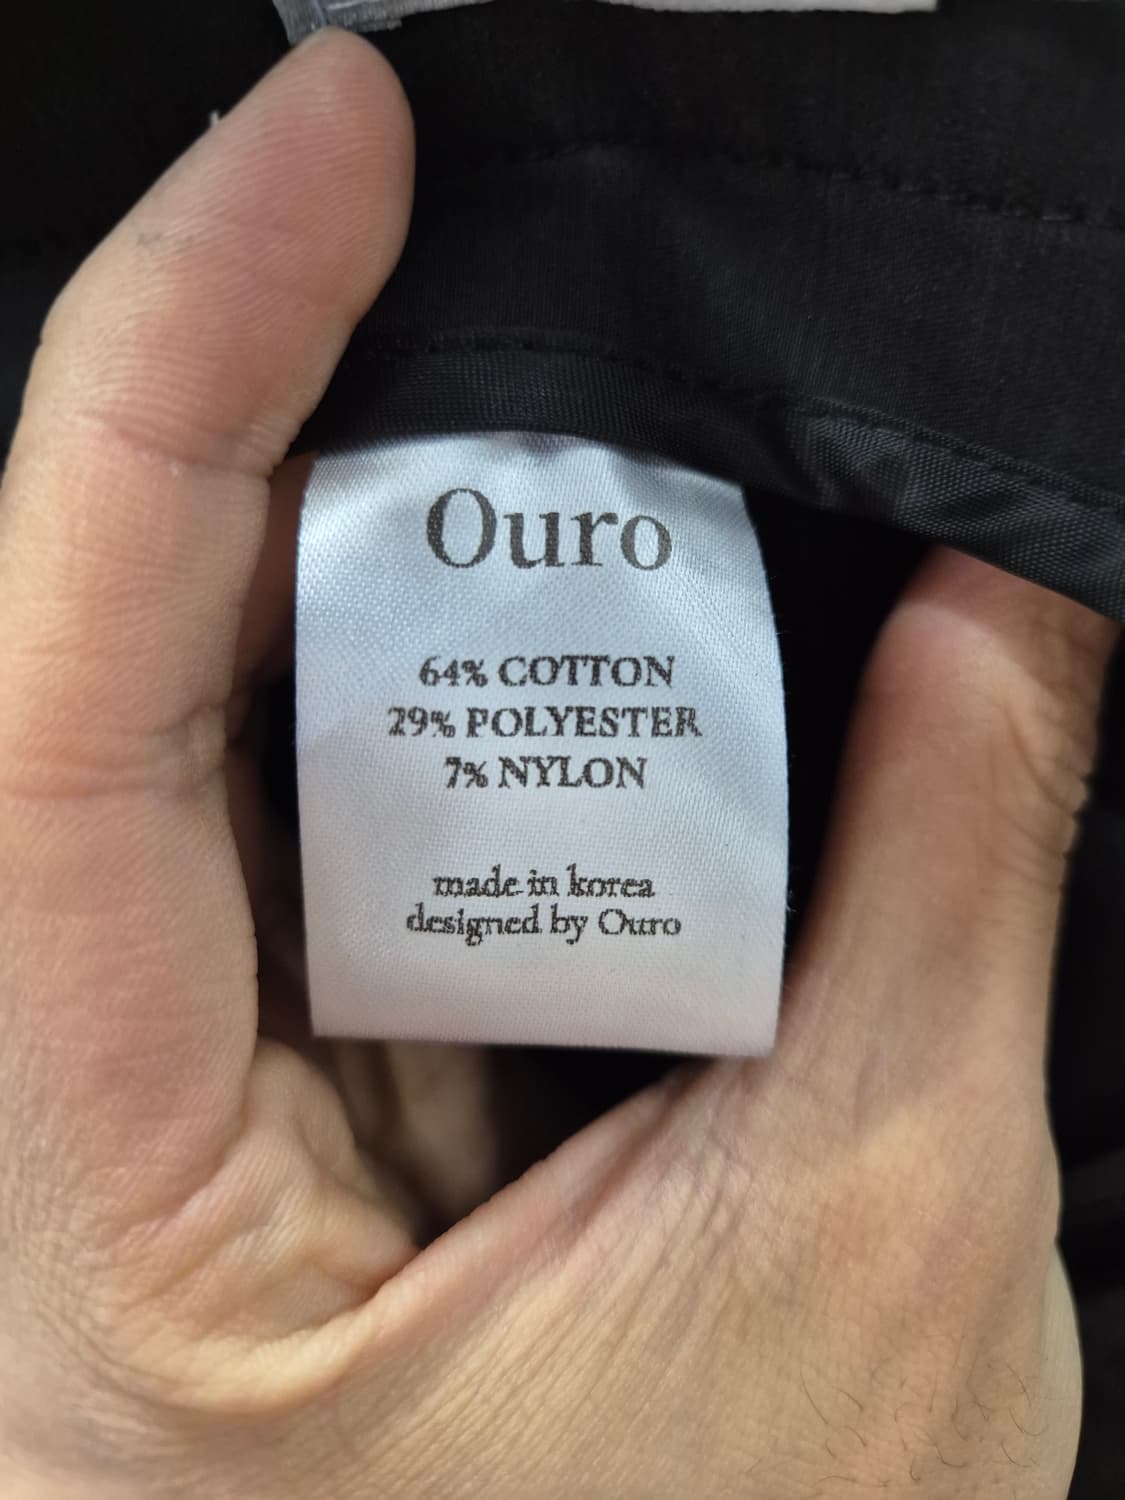 Ouro
64% COTTON
29% POLYESTER
7% NYLON
made in korea
designed by Ouro